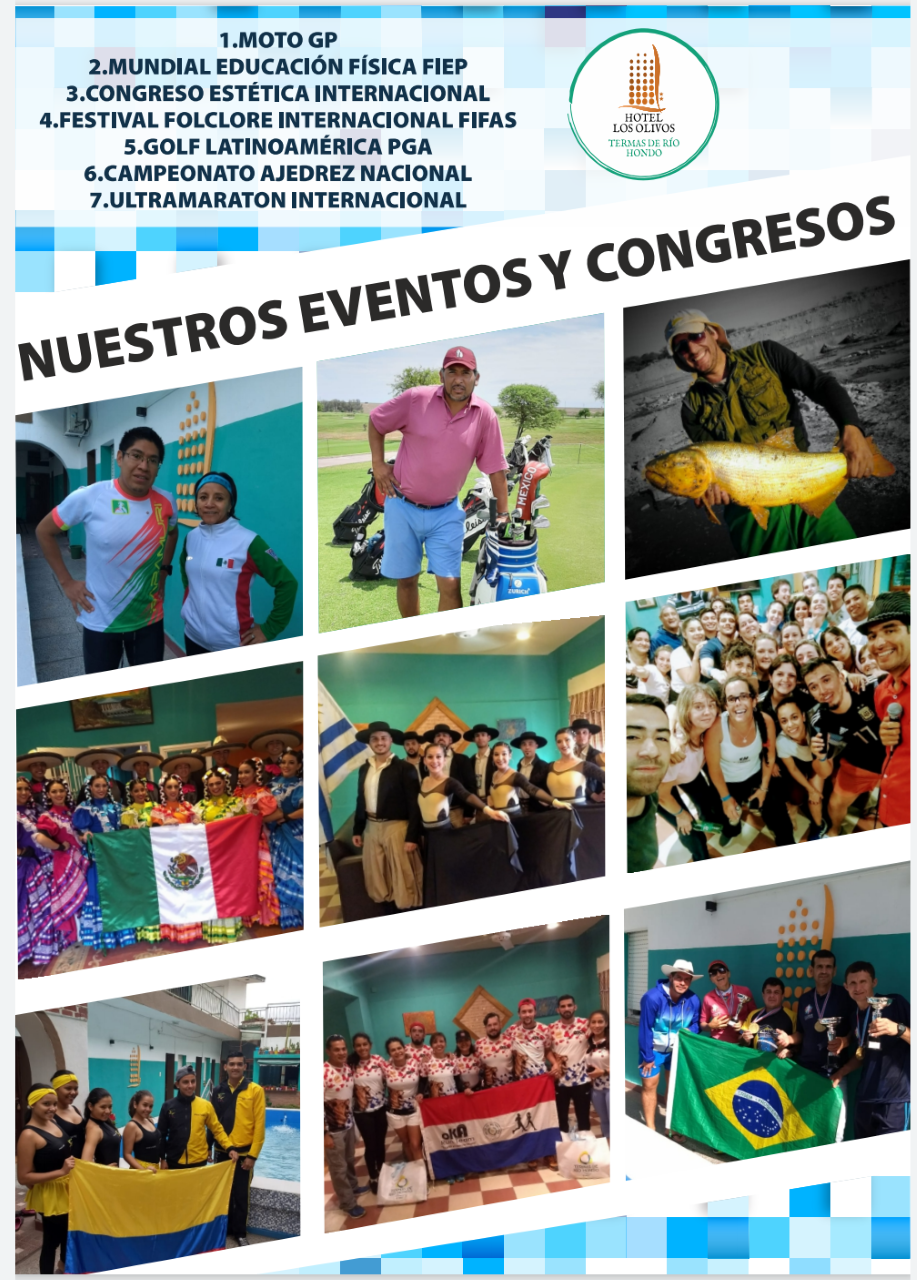 1.MOTO GP
2.MUNDIAL EDUCACIÓN FÍSICA FIEP
3.CONGRESO ESTÉTICA INTERNACIONAL
4.FESTIVAL FOLCLORE INTERNACIONAL FIFAS
5.GOLF LATINOAMÉRICA PGA
6.CAMPEONATO AJEDREZ NACIONAL
7.ULTRAMARATON INTERNACIONAL
HOTEL
LOS OLIVOS
TERMAS DE RÍO
HONDO
NUESTROS EVENTOS Y CONGRESOS
MEXICO
17